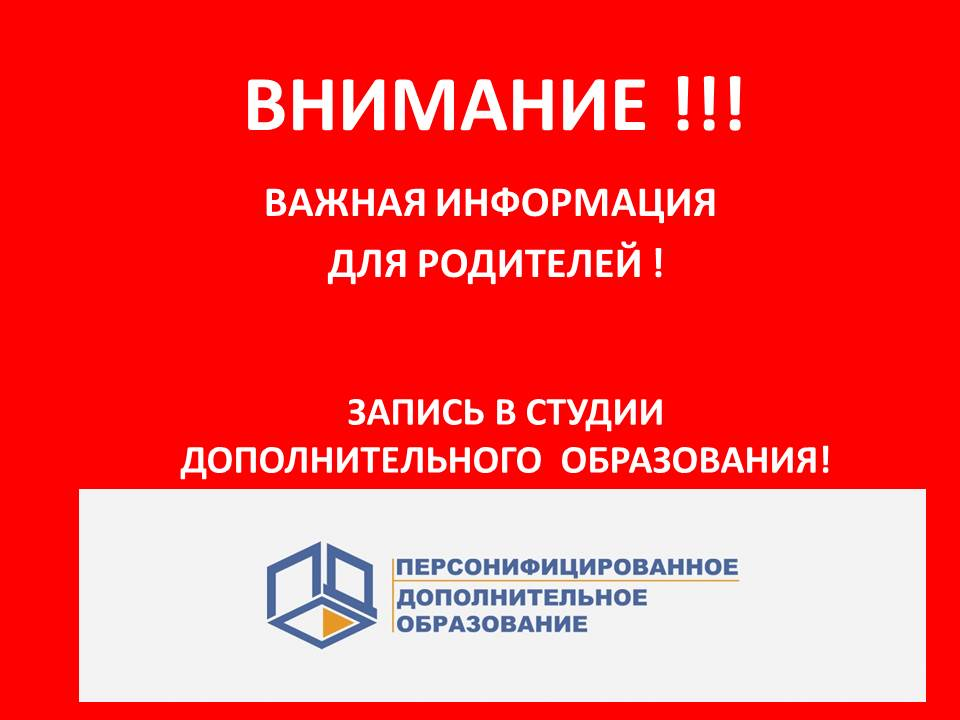 ВНИМАНИЕ !!!
ВАЖНАЯ ИНФОРМАЦИЯ
ДЛЯ РОДИТЕЛЕЙ !
ЗАПИСЬ В СТУДИИ
ДОПОЛНИТЕЛЬНОГО ОБРАЗОВАНИЯ!
ПЕРСОНИФИЦИРОВАННОЕ
ДОПОЛНИТЕЛЬНОЕ
ОБРАЗОВАНИЕ